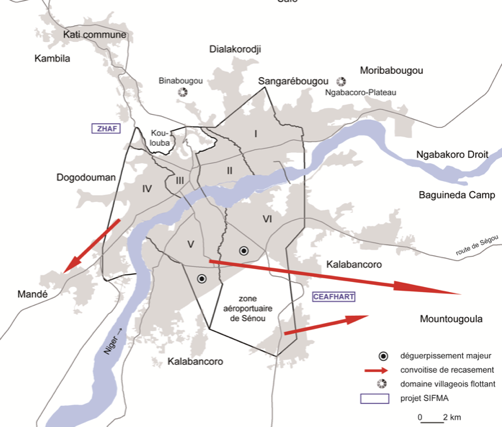 Kati commune
Kambila
Dialakorodji
Binabougou
Sangarébougou
Moribabougou
Ngabacoro-Plateau
ZHAF
Kou-
louba
I
Ngabakoro Droit
Dogodouman
II
III
IV
Baguineda Camp
VI
V
route de Ségou
Kalabancoro
Mandé
CEAFHART
zone
aéroportuaire
de Sénou
Mountougoula
Niger →
Kalabancoro
déguerpissement majeur
convoitise de recasement
domaine villageois flottant
projet SIFMA
0 2 km